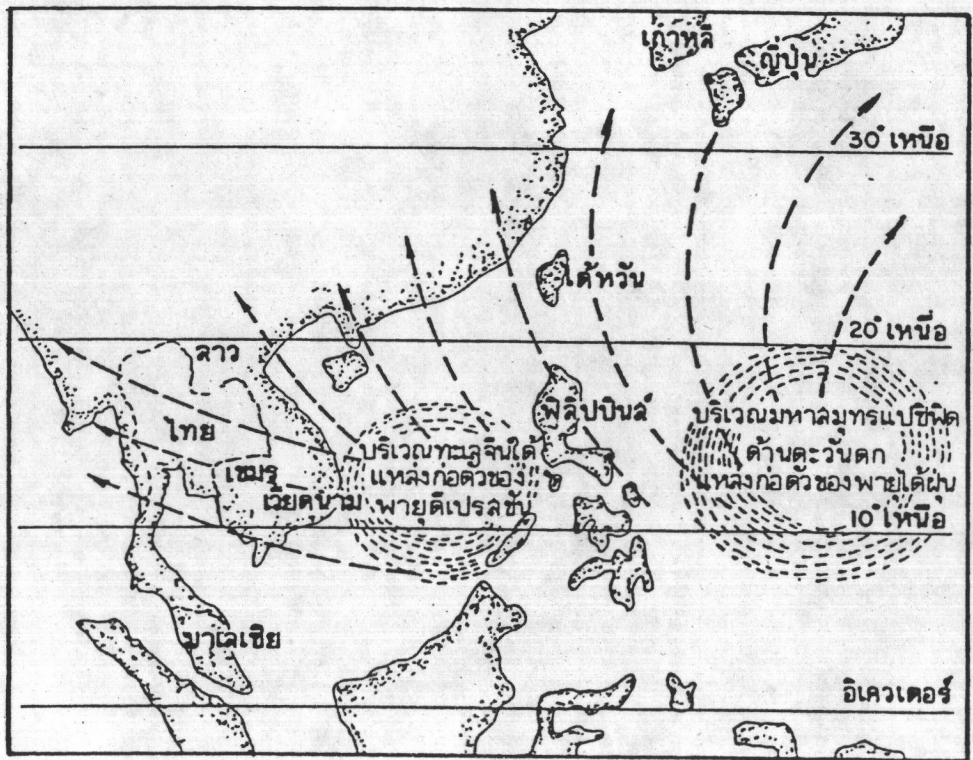 เกาหลี
ญี่ปุ่น
30° เหนือ
ไต้หวัน
20° เหนือ
ลาว
ไทย
เขมร
เวียดนาม
ฟิลิปปินส์
บริเวณทะเลจีนใต้
แหล่งก่อตัวของ
พายุดีเปรสชัน
บริเวณมหาสมุทรแปซิฟิค
ด้านตะวันตก
แหล่งก่อตัวของพายุไต้ฝุ่น
10° เหนือ
มาเลเซีย
อิเควเตอร์